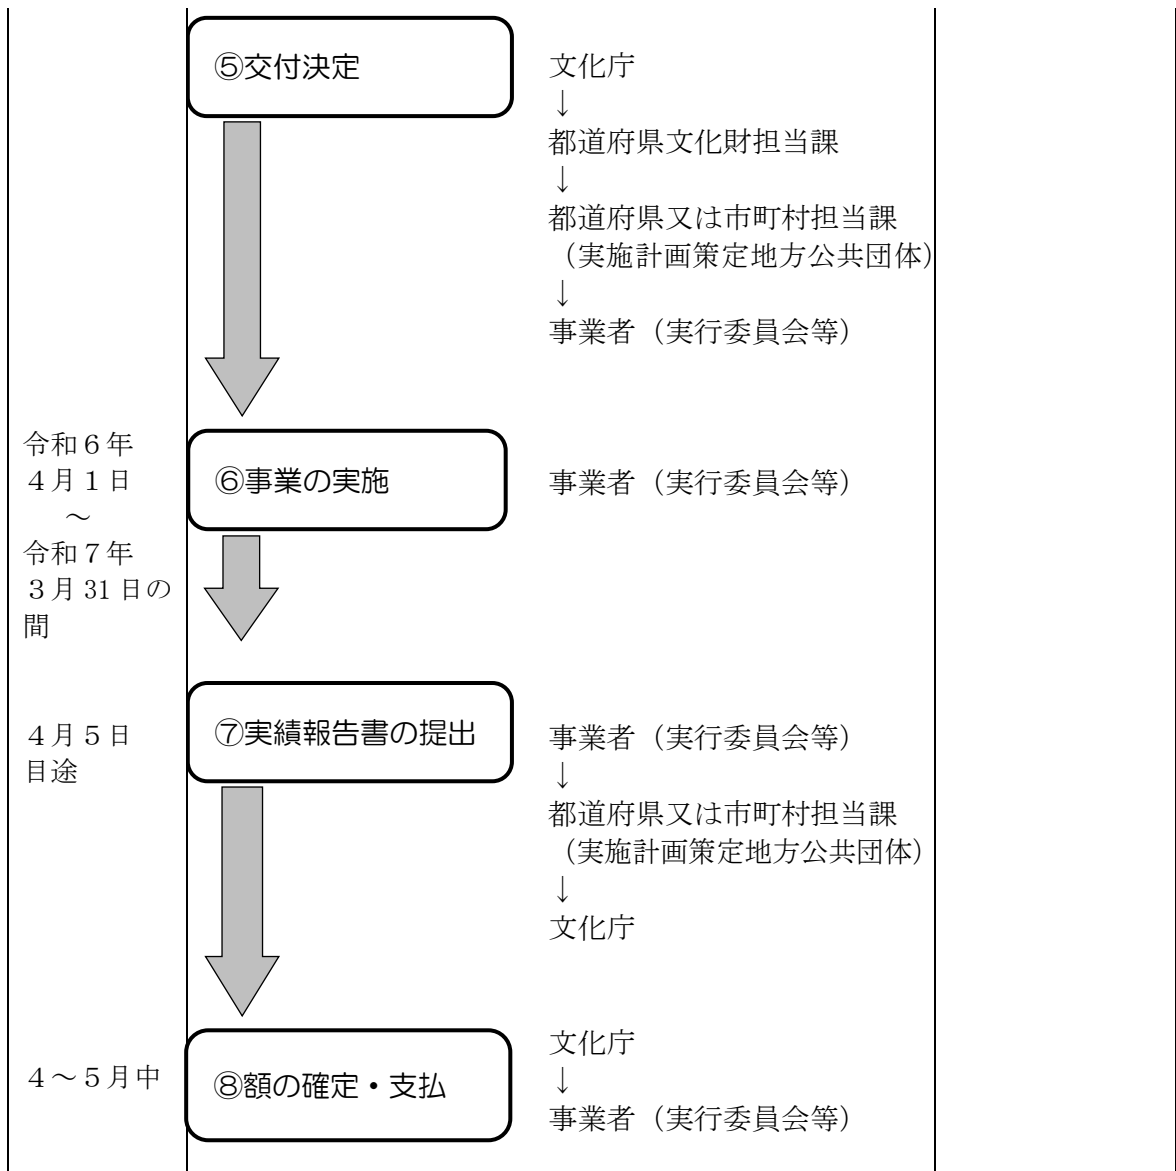 ⑤交付決定
文化庁
↓
都道府県文化財担当課
↓
都道府県又は市町村担当課
（実施計画策定地方公共団体）
↓
事業者（実行委員会等）
令和６年
４月１日
～
令和７年
３月 31 日の
間
⑥事業の実施
事業者（実行委員会等）
４月５日
目途
⑦実績報告書の提出
事業者（実行委員会等）
↓
都道府県又は市町村担当課
（実施計画策定地方公共団体）
↓
文化庁
４～５月中
⑧額の確定・支払
文化庁
↓
事業者（実行委員会等）